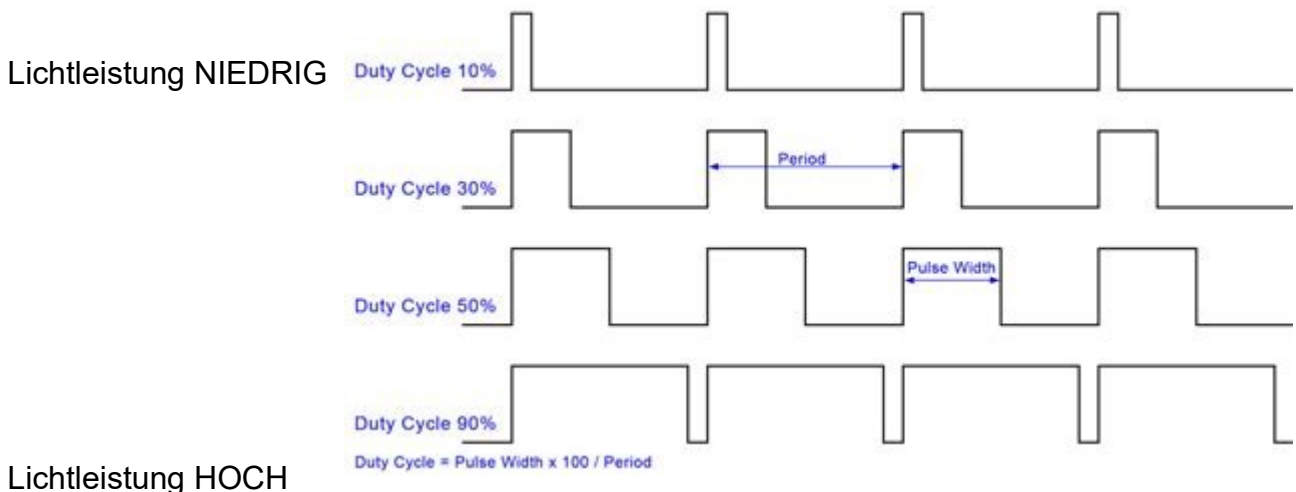 Lichtleistung NIEDRIG
Duty Cycle 10%
Duty Cycle 30%
Period
Duty Cycle 50%
Pulse Width
Duty Cycle 90%
Duty Cycle = Pulse Width x 100 / Period
Lichtleistung HOCH